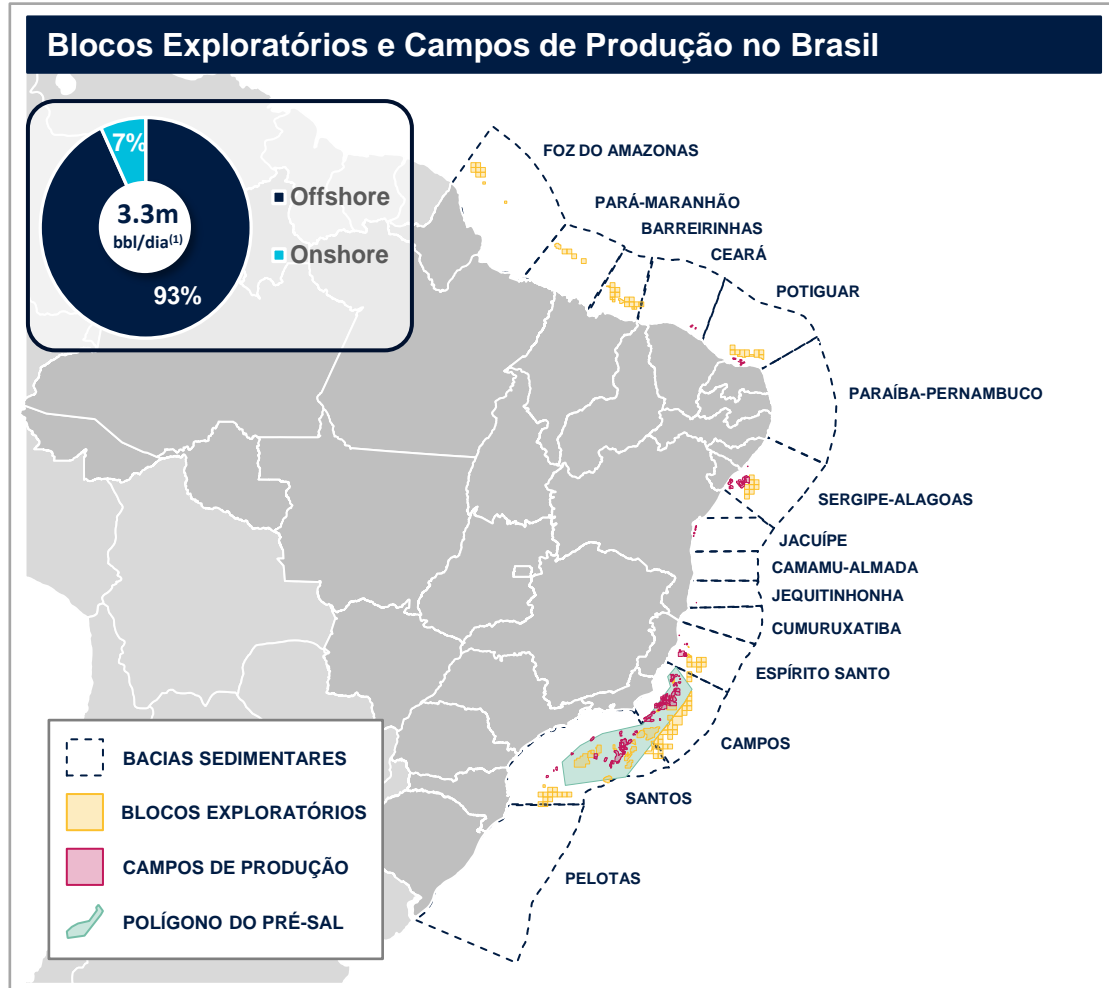 Blocos Exploratórios e Campos de Produção no Brasil
7%
3.3m
bbl/dia(1)
93%
Offshore
Onshore
FOZ DO AMAZONAS
PARÁ-MARANHÃO
BARREIRINHAS
CEARÁ
POTIGUAR
PARAÍBA-PERNAMBUCO
SERGIPE-ALAGOAS
JACUÍPE
CAMAMU-ALMADA
JEQUITINHONHA
CUMURUXATIBA
ESPÍRITO SANTO
CAMPOS
SANTOS
PELOTAS
BACIAS SEDIMENTARES
BLOCOS EXPLORATÓRIOS
CAMPOS DE PRODUÇÃO
POLÍGONO DO PRÉ-SAL